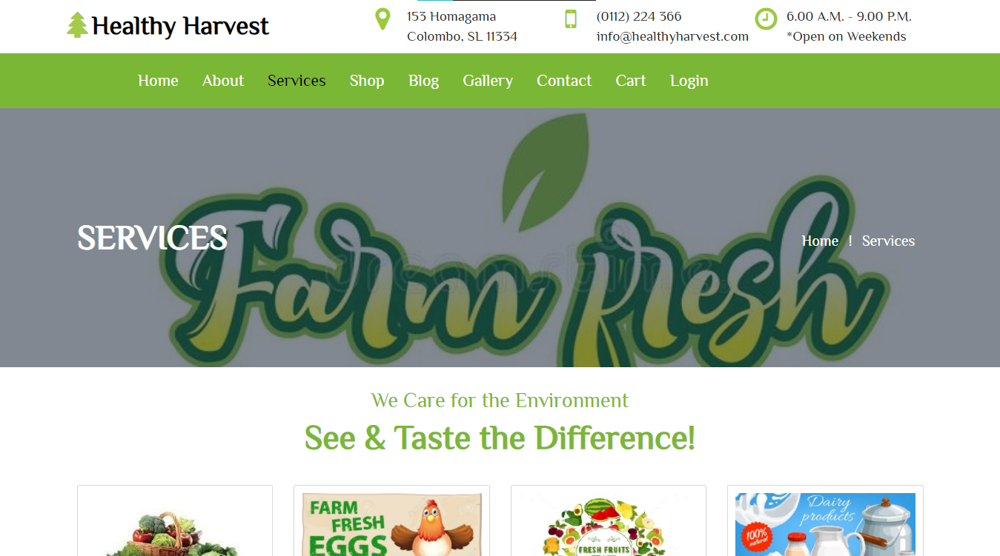 Healthy Harvest
153 Homagama
Colombo, SL 11334
(0112) 224 366
info@healthyharvest.com
6.00 A.M. - 9.00 P.M.
*Open on Weekends
Home About Services Shop Blog Gallery Contact Cart Login
Farm fresh
dreamstime.
SERVICES
Home ! Services
We Care for the Environment
See & Taste the Difference!
FARM
FRESH
EGGS
FRESH FRUITS
Dairy
products
100%
natural